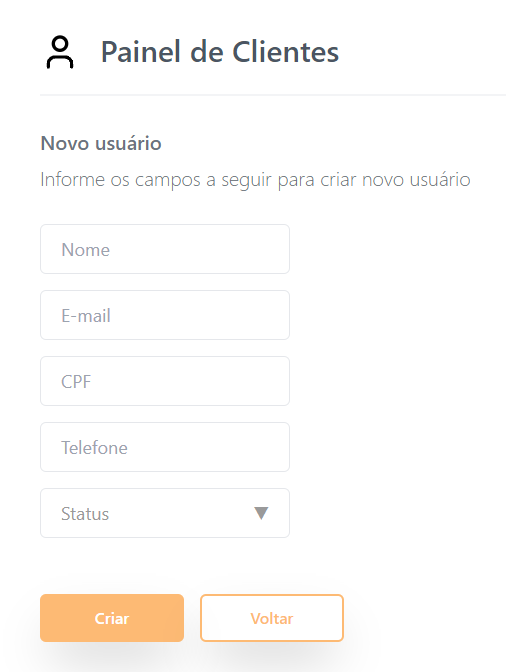 Painel de Clientes
Novo usuário
Informe os campos a seguir para criar novo usuário
Nome
E-mail
CPF
Telefone
Status
Criar Voltar